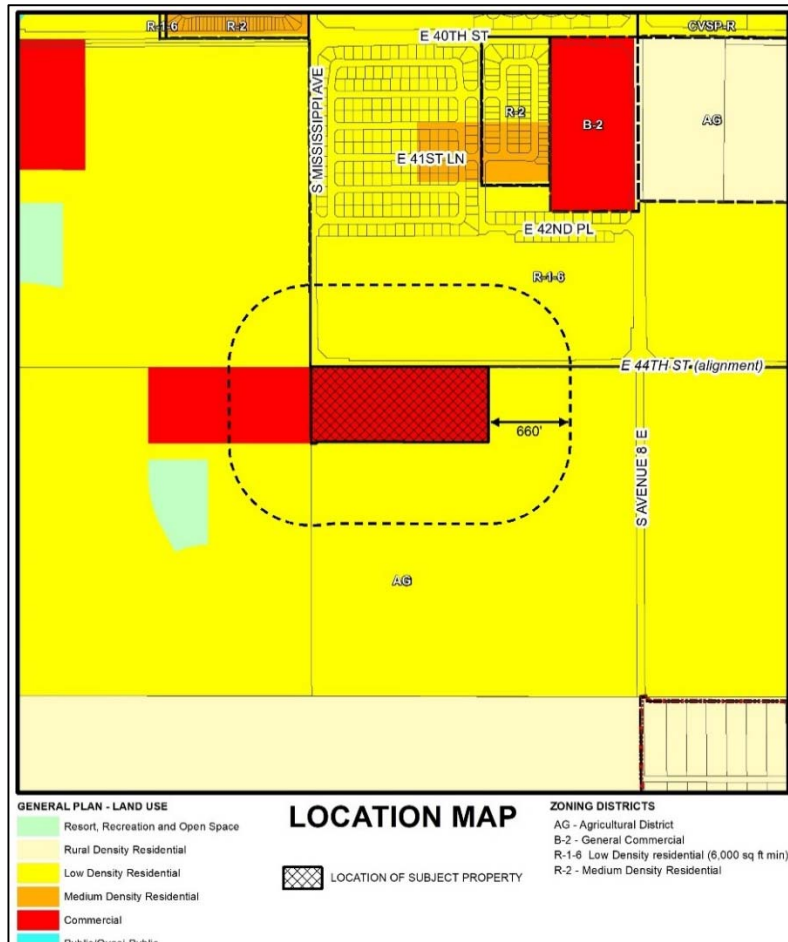 R-1-6
R-2
E 40TH ST
CVSP-R
S MISSISSIPPI AVE
R-2
B-2
AG
E 41ST LN
E 42ND PL
R-1-6
E 44TH ST (alignment)
660'
S AVENUE 8 E
AG
GENERAL PLAN - LAND USE
Resort, Recreation and Open Space
Rural Density Residential
Low Density Residential
Medium Density Residential
Commercial
Public/Quasi-Public
LOCATION MAP
LOCATION OF SUBJECT PROPERTY
ZONING DISTRICTS
AG - Agricultural District
B-2 - General Commercial
R-1-6 Low Density residential (6,000 sq ft min)
R-2 - Medium Density Residential